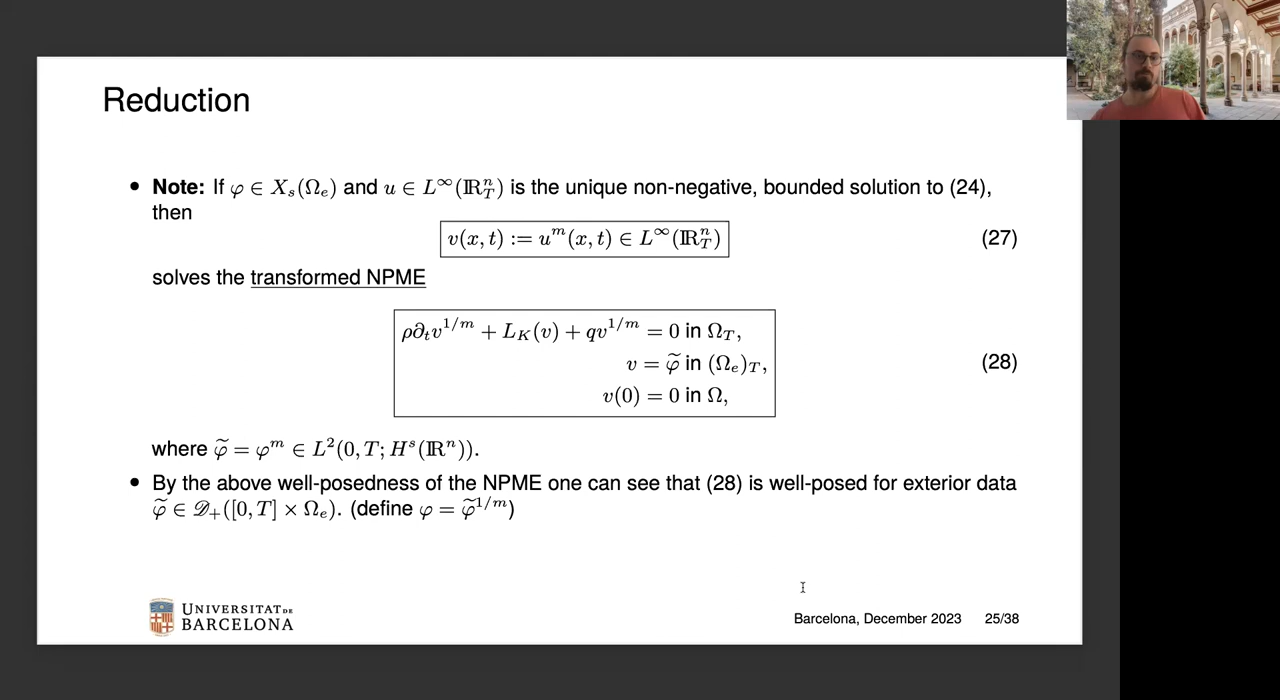 Reduction
• Note: If φ ∈ X_s(Ω_e) and u ∈ L^∞(ℝ^n_T) is the unique non-negative, bounded solution to (24),
then
v(x, t) := u^m(x, t) ∈ L^∞(ℝ^n_T) (27)
solves the transformed NPME
ρ∂_t v^{1/m} + L_K(v) + qv^{1/m} = 0 in Ω_T,
v = φ̃ in (Ω_e)_T, (28)
v(0) = 0 in Ω,
where φ̃ = φ^m ∈ L^2(0, T; H^s(ℝ^n)).
• By the above well-posedness of the NPME one can see that (28) is well-posed for exterior data
φ̃ ∈ 𝒟_+([0, T] × Ω_e). (define φ = φ̃^{1/m})
UNIVERSITAT DE
BARCELONA
Barcelona, December 2023 25/38